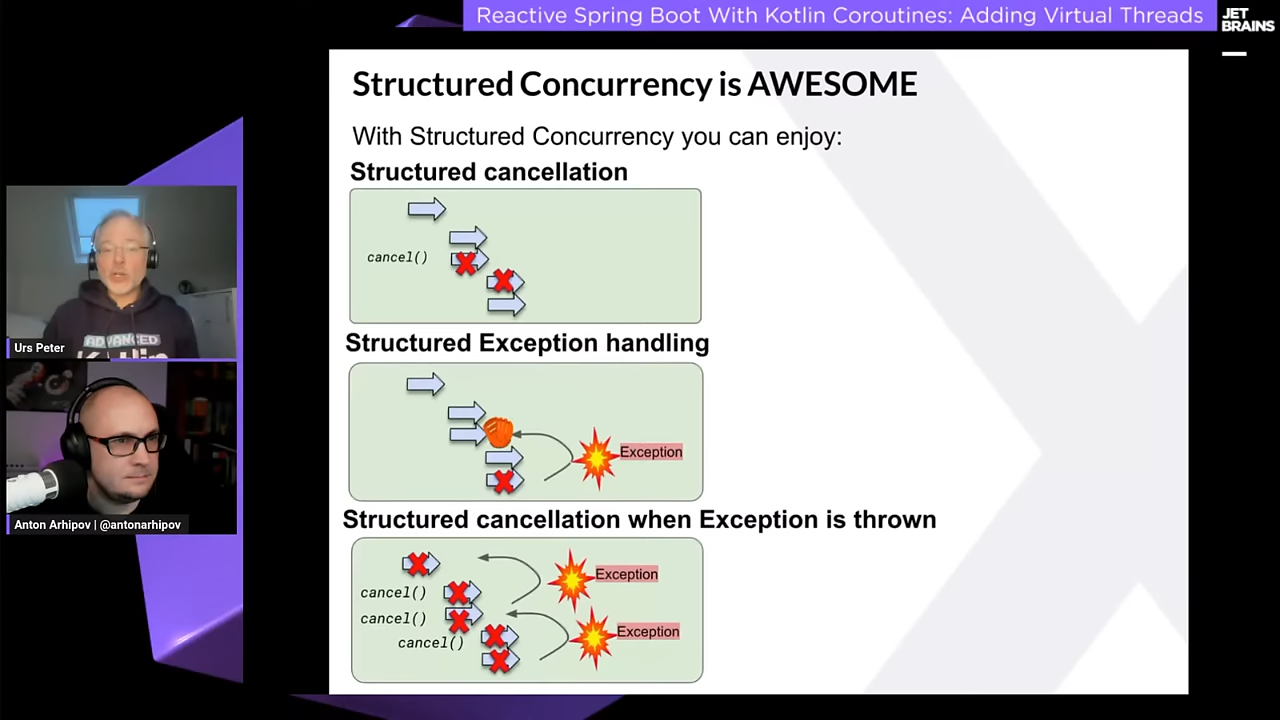 Reactive Spring Boot With Kotlin Coroutines: Adding Virtual Threads
JET
BRAINS
Structured Concurrency is AWESOME
With Structured Concurrency you can enjoy:
Structured cancellation
cancel()
Structured Exception handling
Exception
Structured cancellation when Exception is thrown
Exception
cancel()
cancel()
Exception
cancel()
ADVANCED
Kotlin
Urs Peter
Anton Arhipov | @antonarhipov